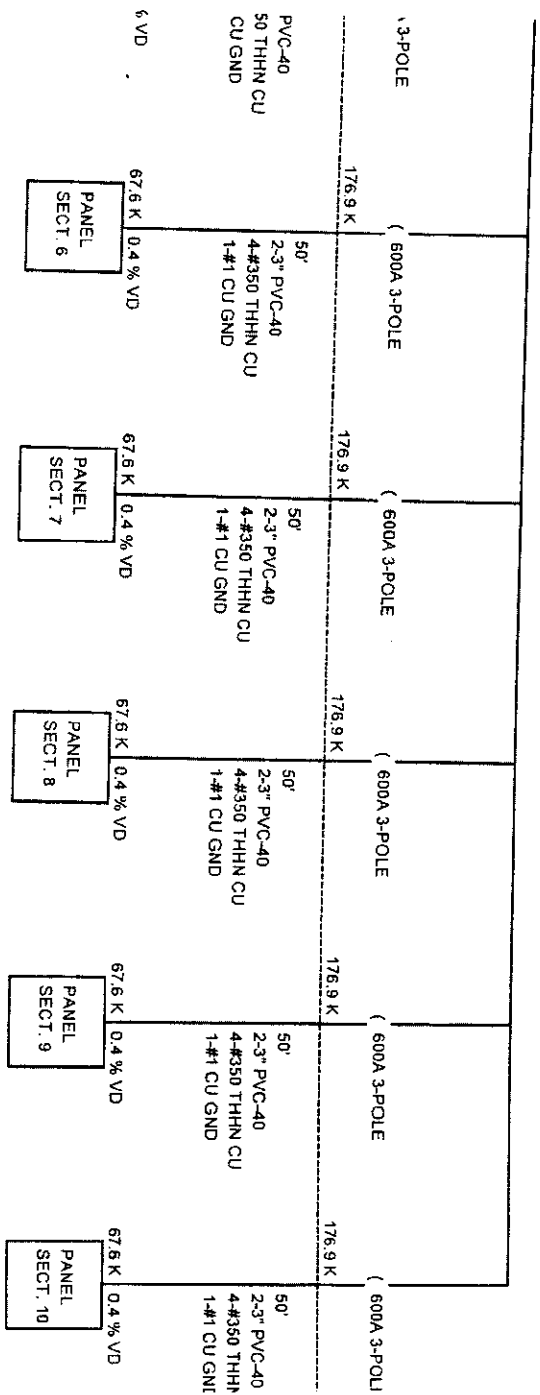 3-POLE
PVC-40
50 THHN CU
CU GND
% VD
600A 3-POLE
176.9 K
50'
2-3" PVC-40
4-#350 THHN CU
1-#1 CU GND
67.6 K 0.4 % VD
PANEL
SECT. 6
600A 3-POLE
176.9 K
50'
2-3" PVC-40
4-#350 THHN CU
1-#1 CU GND
67.6 K 0.4 % VD
PANEL
SECT. 7
600A 3-POLE
176.9 K
50'
2-3" PVC-40
4-#350 THHN CU
1-#1 CU GND
67.6 K 0.4 % VD
PANEL
SECT. 8
600A 3-POLE
176.9 K
50'
2-3" PVC-40
4-#350 THHN CU
1-#1 CU GND
67.6 K 0.4 % VD
PANEL
SECT. 9
600A 3-POL
176.9 K
50'
2-3" PVC-40
4-#350 THH
1-#1 CU GN
67.6 K 0.4 % VD
PANEL
SECT. 10